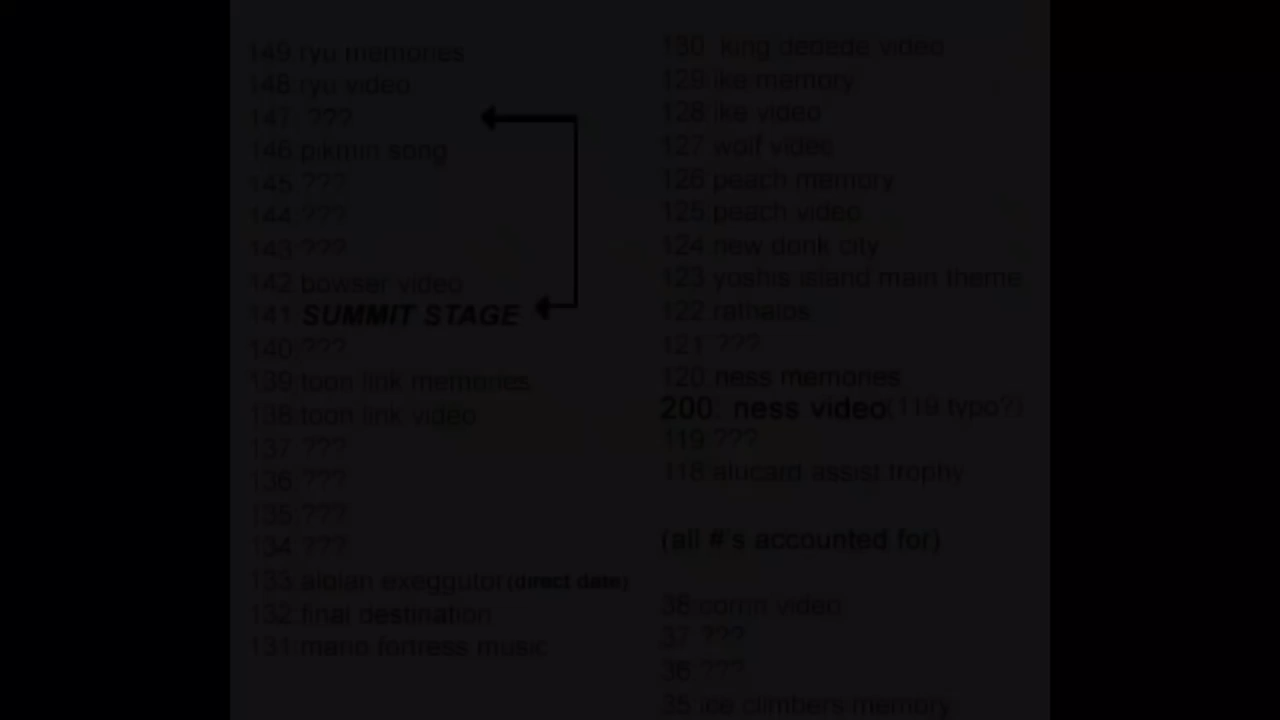 149 ryu memories
148 ryu video
147: ???
146 pikmin song
145 ???
144 ???
143 ???
142 bowser video
141 SUMMIT STAGE
140 ???
139 toon link memories
138 toon link video
137 ???
136 ???
135 ???
134 ???
133 alolan exeggutor (direct date)
132 final destination
131 mario fortress music
130 king dedede video
129 ike memory
128 ike video
127 wolf video
126 peach memory
125 peach video
124 new donk city
123 yoshis island main theme
122 rathalos
121 ???
120 ness memories
200: ness video (119 typo?)
119 ???
118 alucard assist trophy
(all #'s accounted for)
38 corrin video
37 ???
36 ???
35 ice climbers memory